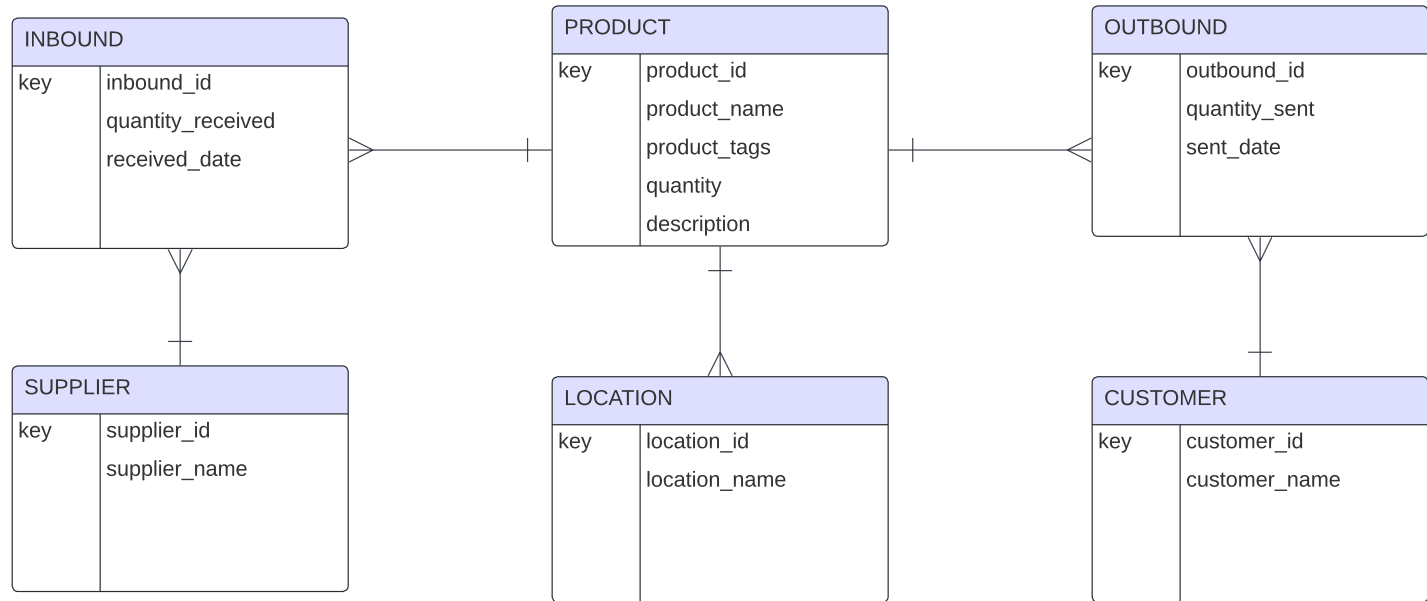 INBOUND
key inbound_id
quantity_received
received_date
PRODUCT
key product_id
product_name
product_tags
quantity
description
OUTBOUND
key outbound_id
quantity_sent
sent_date
SUPPLIER
key supplier_id
supplier_name
LOCATION
key location_id
location_name
CUSTOMER
key customer_id
customer_name